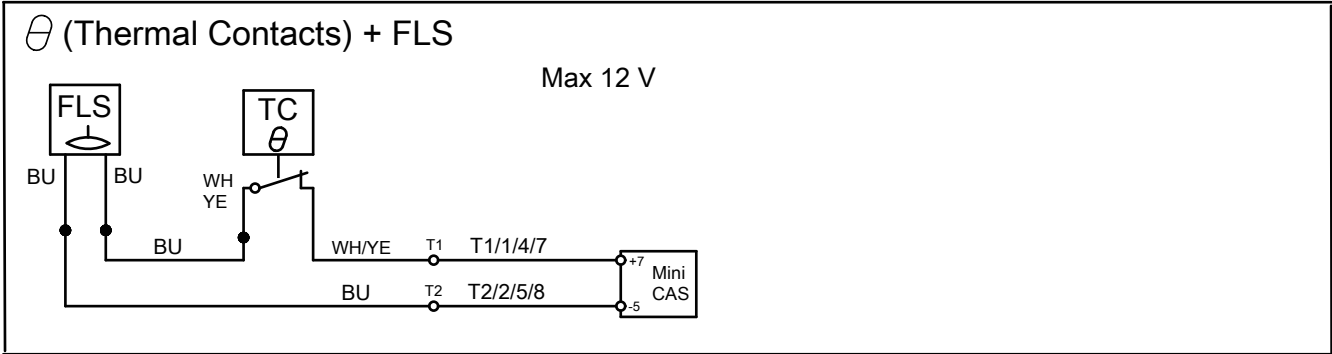 θ (Thermal Contacts) + FLS
Max 12 V
FLS
TC
θ
BU
BU
WH
YE
BU
WH/YE
T1
T1/1/4/7
+7
Mini
CAS
BU
T2
T2/2/5/8
-5